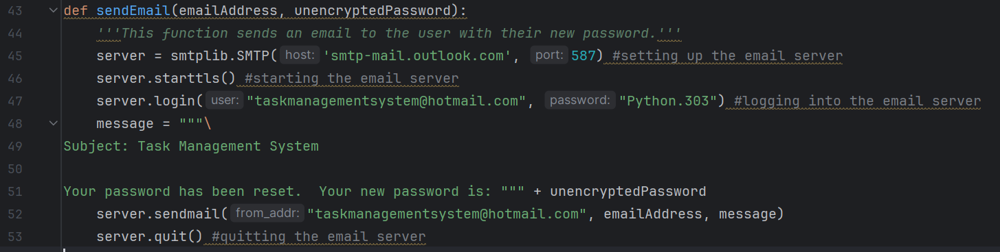 43 def sendEmail(emailAddress, unencryptedPassword):
44     '''This function sends an email to the user with their new password.'''
45     server = smtplib.SMTP( host: 'smtp-mail.outlook.com', port: 587) #setting up the email server
46     server.starttls() #starting the email server
47     server.login( user: "taskmanagementsystem@hotmail.com", password: "Python.303") #logging into the email server
48     message = """\
49 Subject: Task Management System
50
51 Your password has been reset.  Your new password is: """ + unencryptedPassword
52     server.sendmail( from_addr: "taskmanagementsystem@hotmail.com", emailAddress, message)
53     server.quit() #quitting the email server